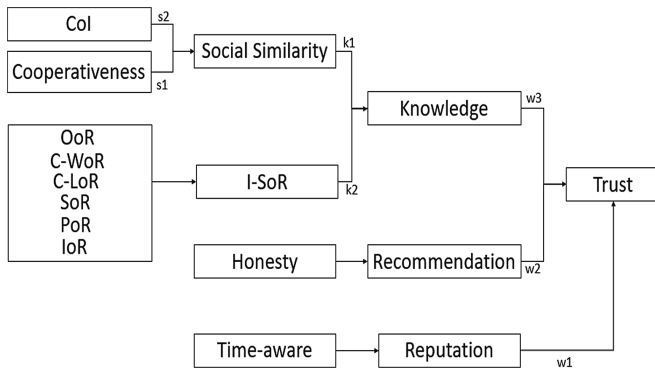 CoI
s2
Cooperativeness
s1
Social Similarity
k1
OoR
C-WoR
C-LoR
SoR
PoR
IoR
I-SoR
k2
Knowledge
w3
Trust
Honesty
Recommendation
w2
Time-aware
Reputation
w1